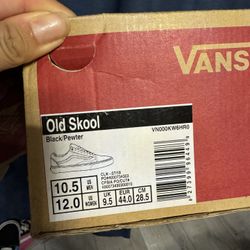 VANS
Old Skool
Black/Pewter
VN000KW6HR0
10.5 US MEN
12.0 US WOMEN
UK 9.5
EUR 44.0
CM 28.5